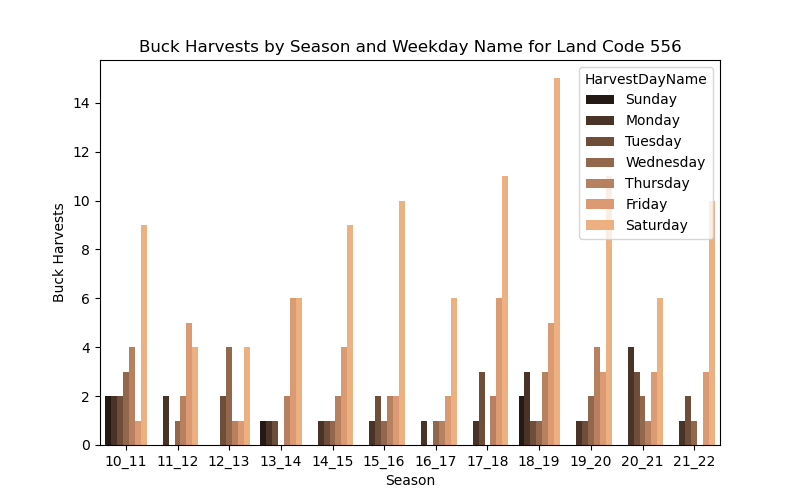 Buck Harvests by Season and Weekday Name for Land Code 556
HarvestDayName
Sunday
Monday
Tuesday
Wednesday
Thursday
Friday
Saturday
Buck Harvests
14
12
10
8
6
4
2
0
10_11 11_12 12_13 13_14 14_15 15_16 16_17 17_18 18_19 19_20 20_21 21_22
Season